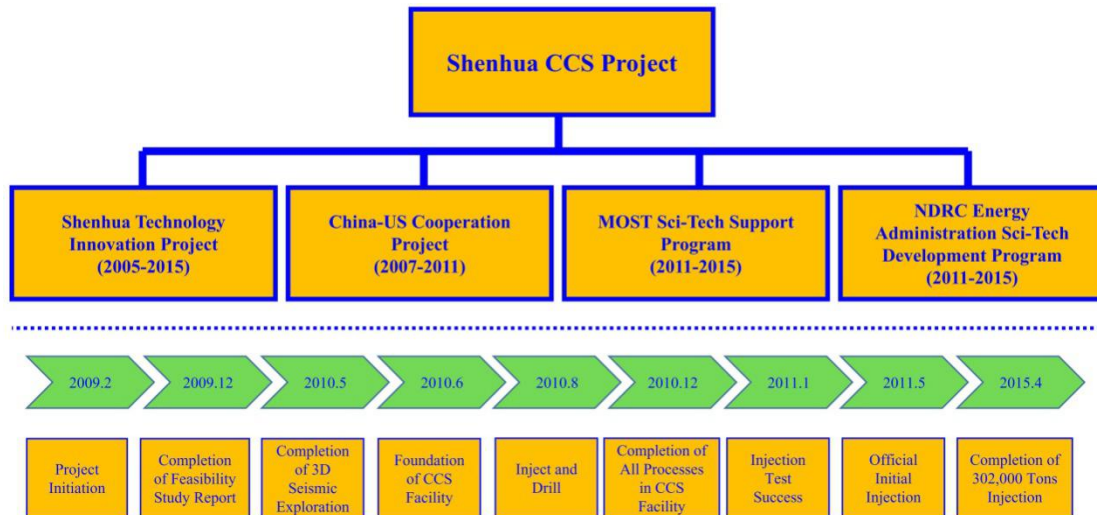 Shenhua CCS Project
Shenhua Technology
Innovation Project
(2005-2015)
China-US Cooperation
Project
(2007-2011)
MOST Sci-Tech Support
Program
(2011-2015)
NDRC Energy
Administration Sci-Tech
Development Program
(2011-2015)
2009.2
2009.12
2010.5
2010.6
2010.8
2010.12
2011.1
2011.5
2015.4
Project
Initiation
Completion
of Feasibility
Study Report
Completion
of 3D
Seismic
Exploration
Foundation
of CCS
Facility
Inject and
Drill
Completion of
All Processes
in CCS
Facility
Injection
Test
Success
Official
Initial
Injection
Completion of
302,000 Tons
Injection